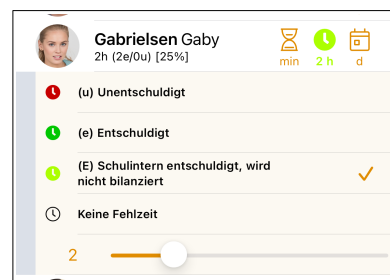 Gabrielsen Gaby
2h (2e/0u) [25%]
min 2 h d
(u) Unentschuldigt
(e) Entschuldigt
(E) Schulintern entschuldigt, wird
nicht bilanziert
Keine Fehlzeit
2